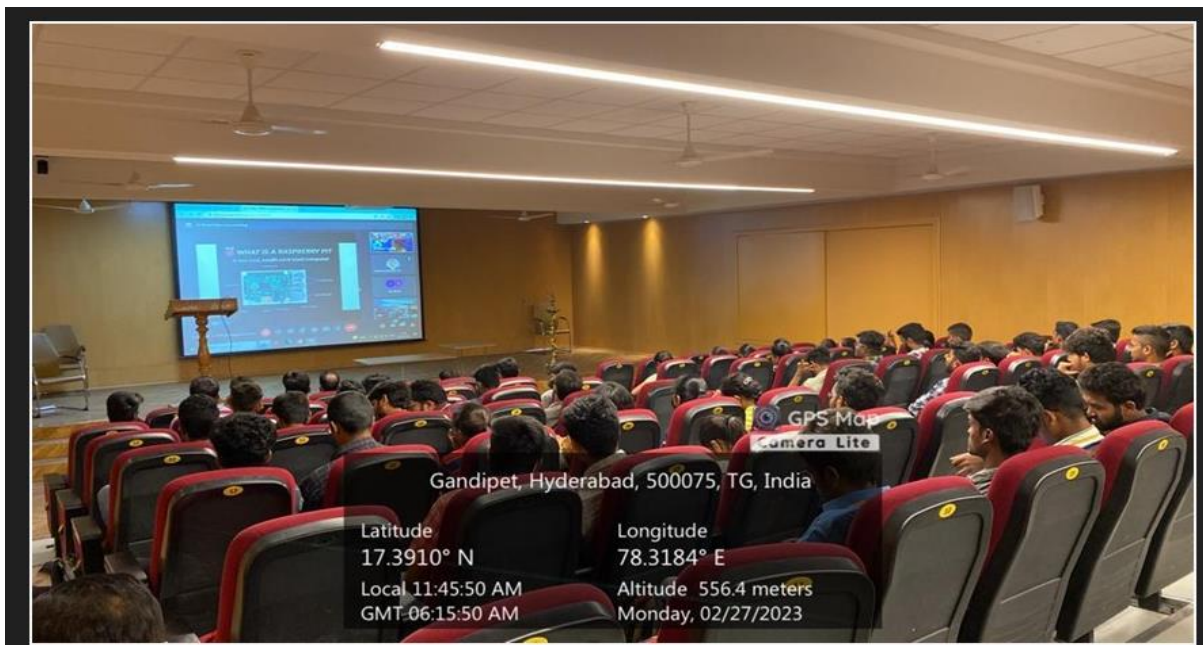 WHAT IS A RASPBERRY PI?
GPS Map
Camera Lite
Gandipet, Hyderabad, 500075, TG, India
Latitude
17.3910° N
Local 11:45:50 AM
GMT 06:15:50 AM
Longitude
78.3184° E
Altitude 556.4 meters
Monday, 02/27/2023